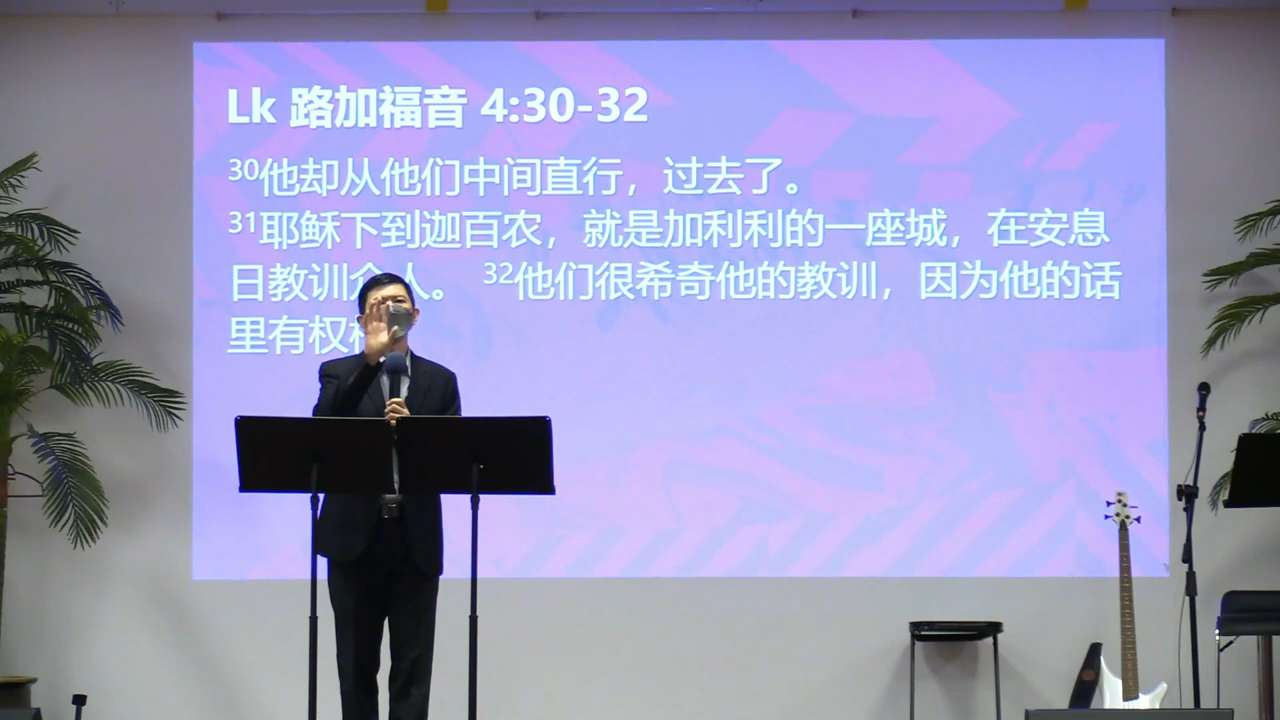 Lk 路加福音 4:30-32
30他却从他们中间直行，过去了。
31耶稣下到迦百农，就是加利利的一座城，在安息
日教训众人。 32他们很希奇他的教训，因为他的话
里有权